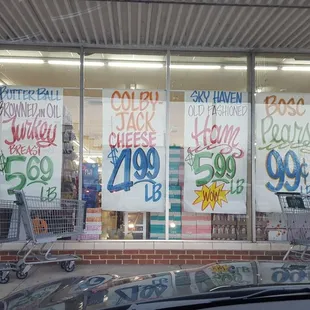 BUTTER BALL
BROWNED IN OIL
Turkey
BREAST
$5.69
LB
COLBY-
JACK
CHEESE
$4.99
LB
SKY HAVEN
OLD FASHIONED
Ham
$5.99
WOW! LB
BOSC
Pears
99¢
LB